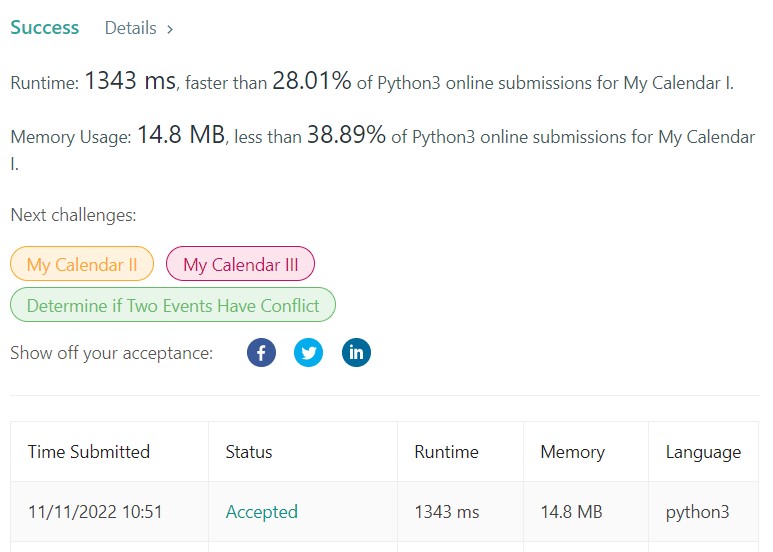 Success Details >
Runtime: 1343 ms, faster than 28.01% of Python3 online submissions for My Calendar I.
Memory Usage: 14.8 MB, less than 38.89% of Python3 online submissions for My Calendar
I.
Next challenges:
My Calendar II My Calendar III
Determine if Two Events Have Conflict
Show off your acceptance: f in
Time Submitted Status Runtime Memory Language
11/11/2022 10:51 Accepted 1343 ms 14.8 MB python3